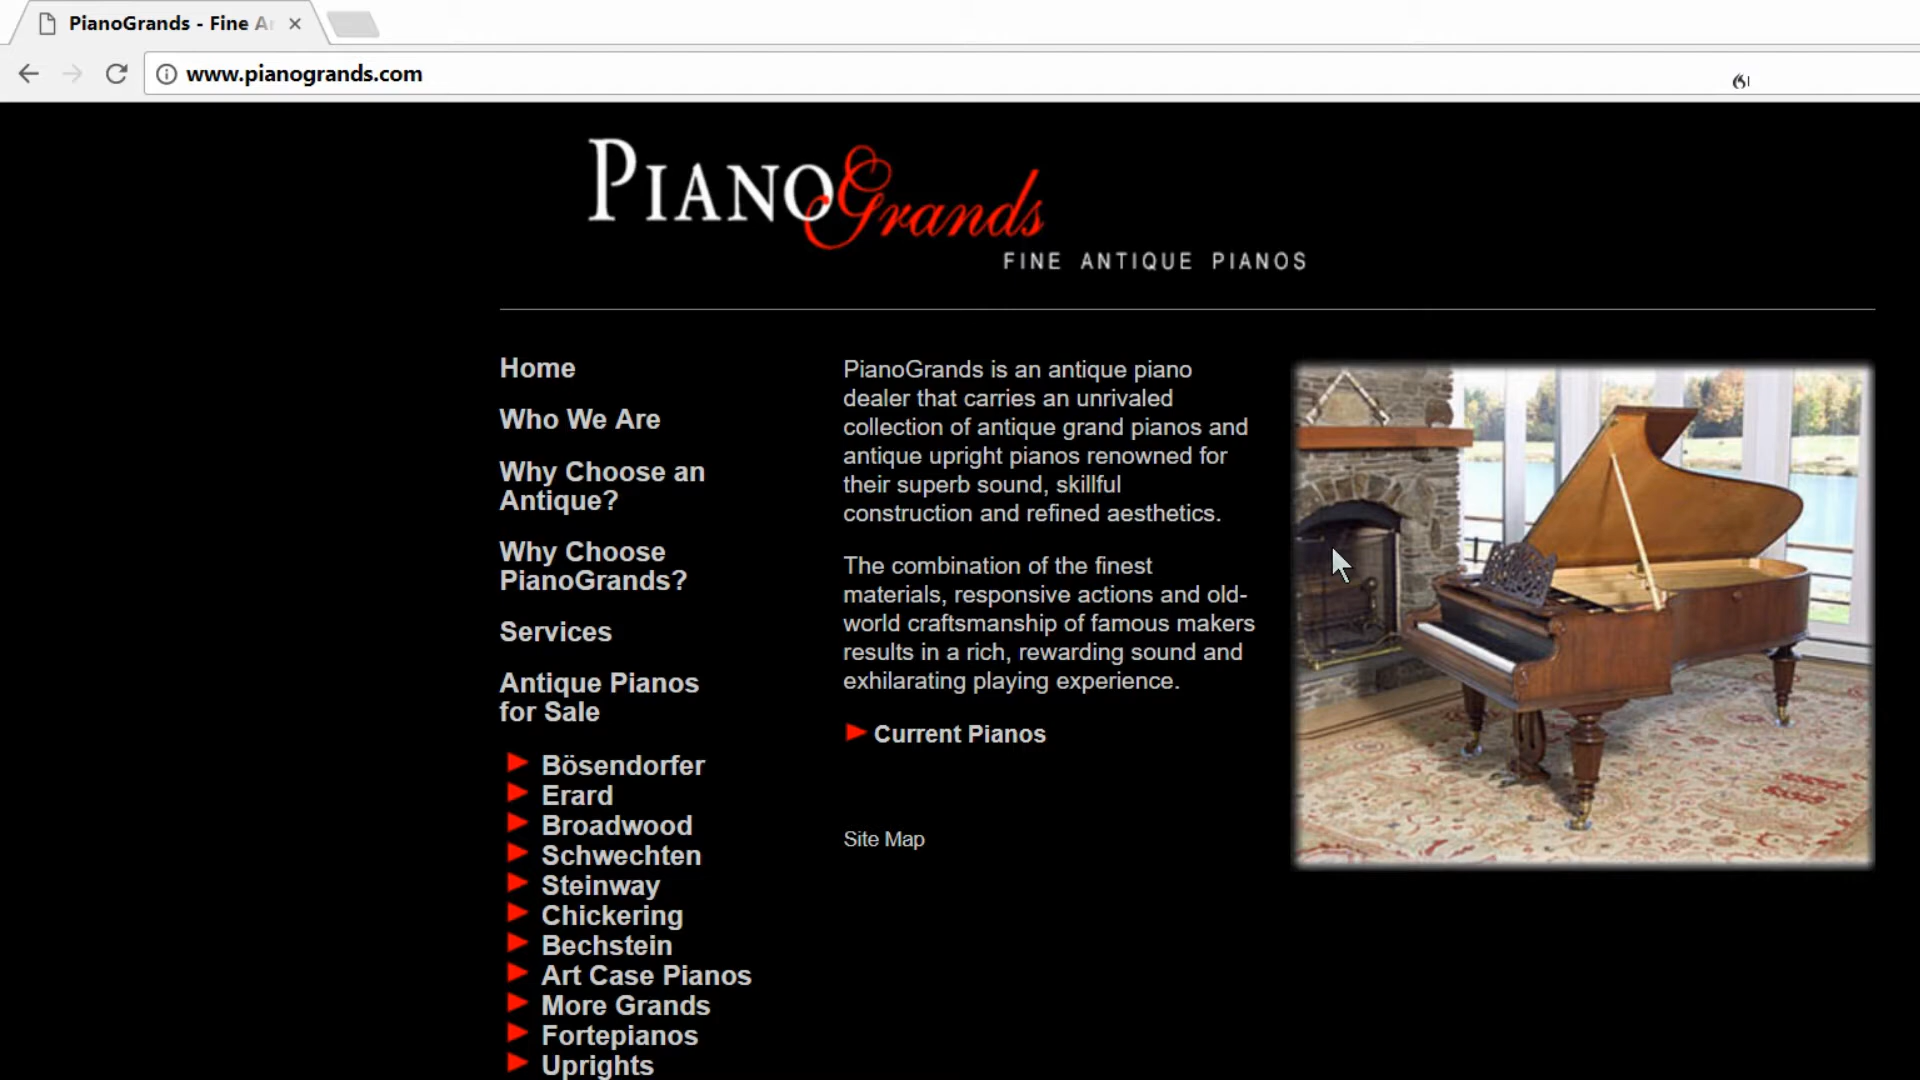 PianoGrands - Fine A
www.pianogrands.com
PIANOGrands
FINE ANTIQUE PIANOS
Home
Who We Are
Why Choose an
Antique?
Why Choose
PianoGrands?
Services
Antique Pianos
for Sale
Bösendorfer
Erard
Broadwood
Schwechten
Steinway
Chickering
Bechstein
Art Case Pianos
More Grands
Fortepianos
Uprights
PianoGrands is an antique piano
dealer that carries an unrivaled
collection of antique grand pianos and
antique upright pianos renowned for
their superb sound, skillful
construction and refined aesthetics.
The combination of the finest
materials, responsive actions and old-
world craftsmanship of famous makers
results in a rich, rewarding sound and
exhilarating playing experience.
Current Pianos
Site Map